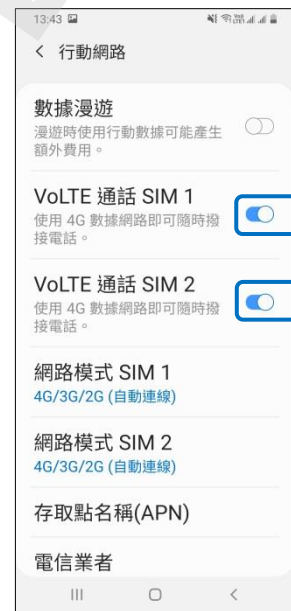 13:43
行動網路
數據漫遊
漫遊時使用行動數據可能產生
額外費用。
VoLTE 通話 SIM 1
使用 4G 數據網路即可隨時撥
接電話。
VoLTE 通話 SIM 2
使用 4G 數據網路即可隨時撥
接電話。
網路模式 SIM 1
4G/3G/2G (自動連線)
網路模式 SIM 2
4G/3G/2G (自動連線)
存取點名稱(APN)
電信業者